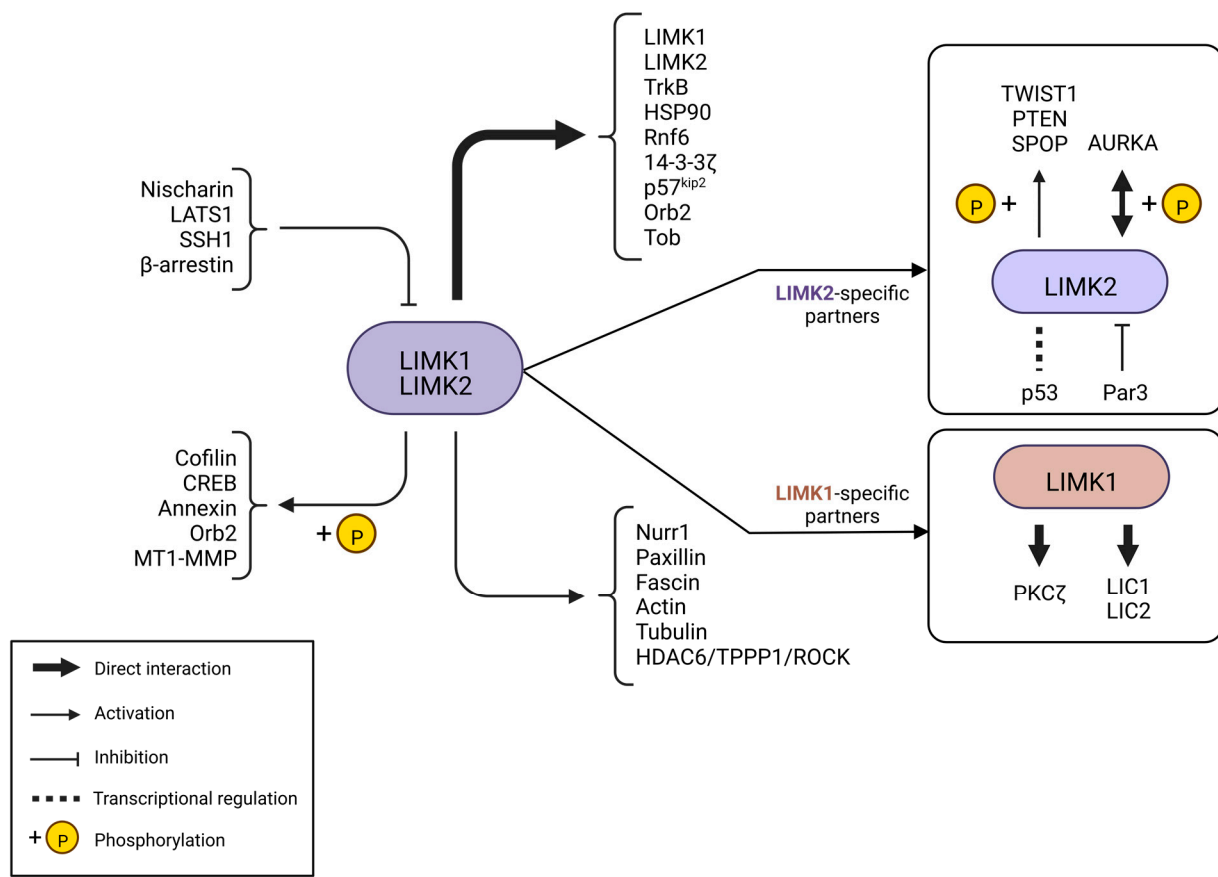 LIMK1
LIMK2
TrkB
HSP90
Rnf6
14-3-3ζ
p57kip2
Orb2
Tob
Nischarin
LATS1
SSH1
β-arrestin
LIMK1
LIMK2
Cofilin
CREB
Annexin
Orb2
MT1-MMP
+ P
Nurr1
Paxillin
Fascin
Actin
Tubulin
HDAC6/TPPP1/ROCK
LIMK2-specific
partners
LIMK1-specific
partners
TWIST1
PTEN
SPOP
AURKA
P +
+ P
LIMK2
p53
Par3
LIMK1
PKCζ
LIC1
LIC2
Direct interaction
Activation
Inhibition
Transcriptional regulation
+ P Phosphorylation